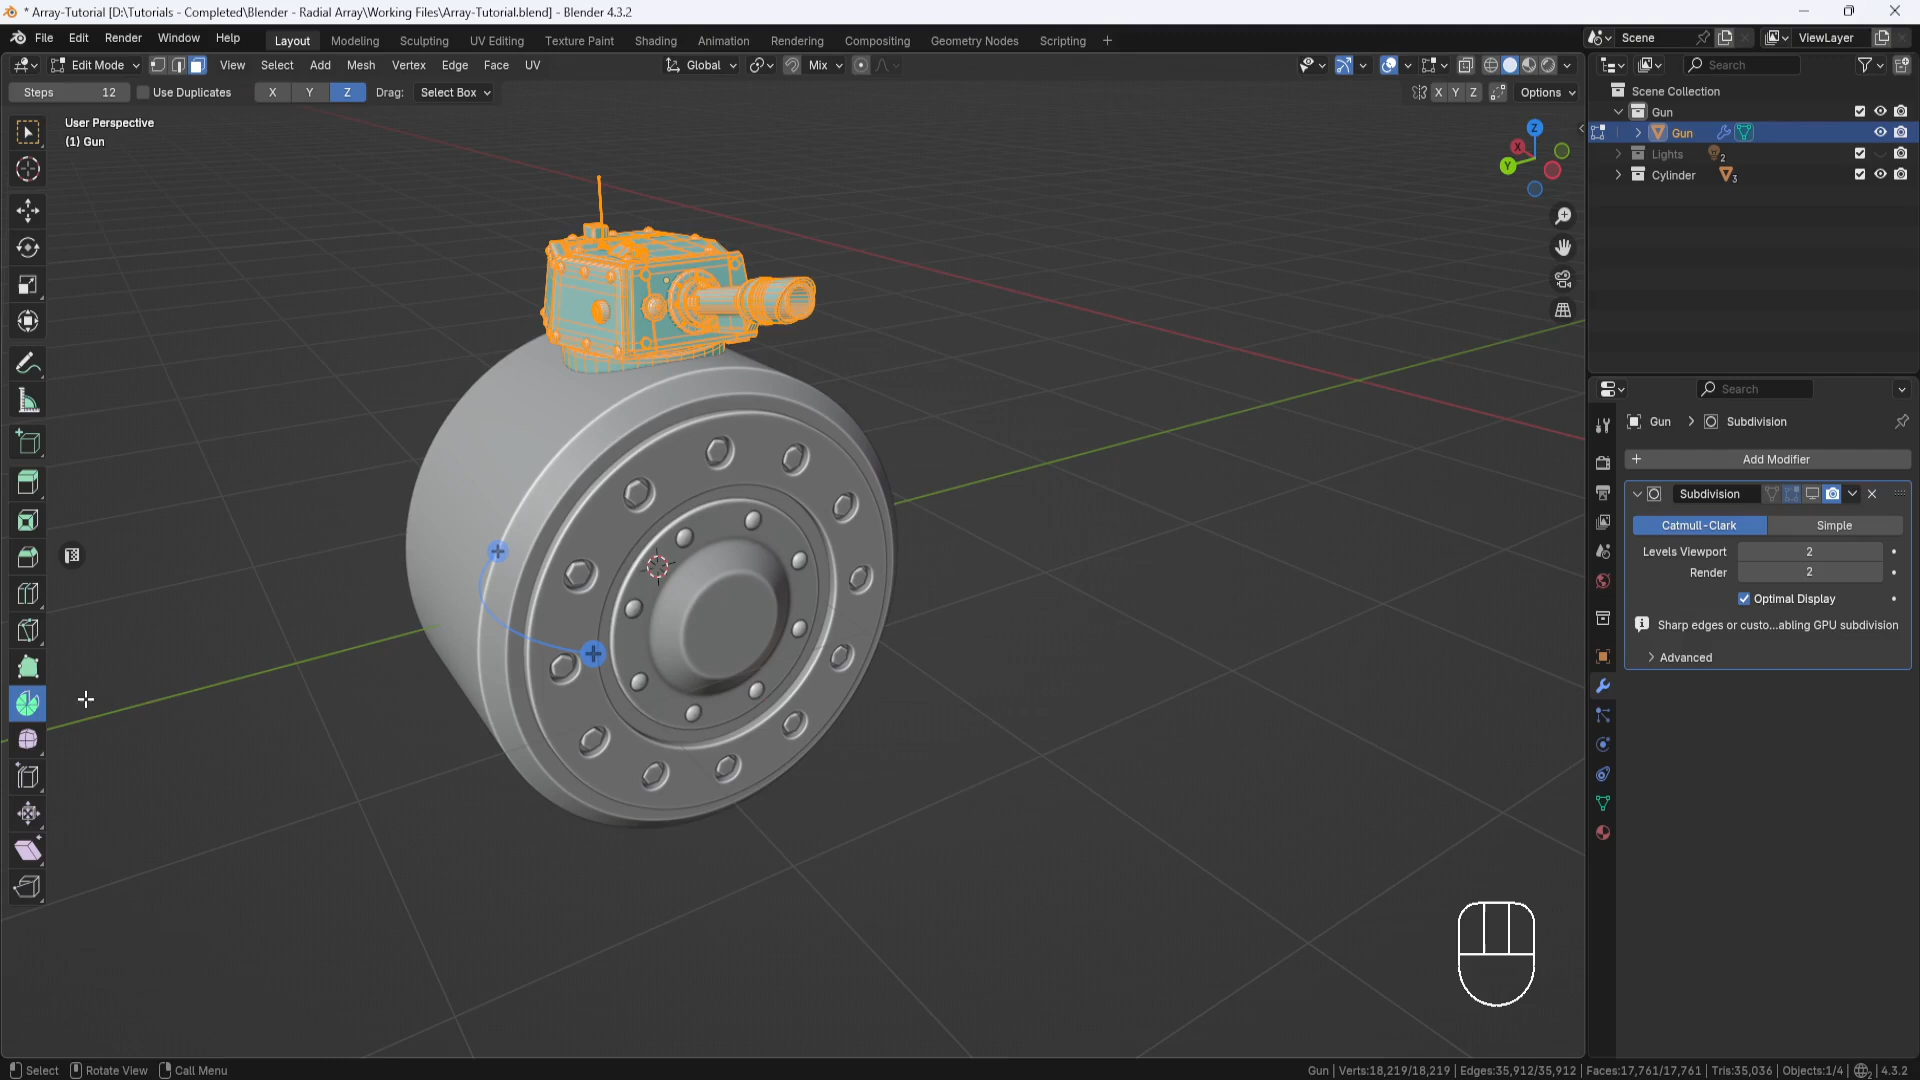 * Array-Tutorial [D:\Tutorials - Completed\Blender - Radial Array\Working Files\Array-Tutorial.blend] - Blender 4.3.2
File Edit Render Window Help Layout Modeling Sculpting UV Editing Texture Paint Shading Animation Rendering Compositing Geometry Nodes Scripting + Scene ViewLayer
Edit Mode View Select Add Mesh Vertex Edge Face UV Global Mix Search
Steps 12 Use Duplicates X Y Z Drag: Select Box X Y Z Options
Scene Collection
User Perspective
(1) Gun
Gun
Gun
Lights 2
Cylinder 3
Z
X
Y
Search
Gun > Subdivision
+ Add Modifier
Subdivision
Catmull-Clark Simple
Levels Viewport 2
Render 2
Optimal Display
Sharp edges or custo...abling GPU subdivision
Advanced
Select Rotate View Call Menu
Gun | Verts:18,219/18,219 | Edges:35,912/35,912 | Faces:17,761/17,761 | Tris:35,036 | Objects:1/4 | 4.3.2